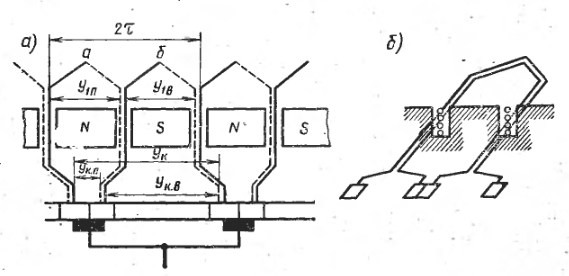 а) 2τ б)
а б
y1п y1в
N S N S
yк
yк.п
yк.в